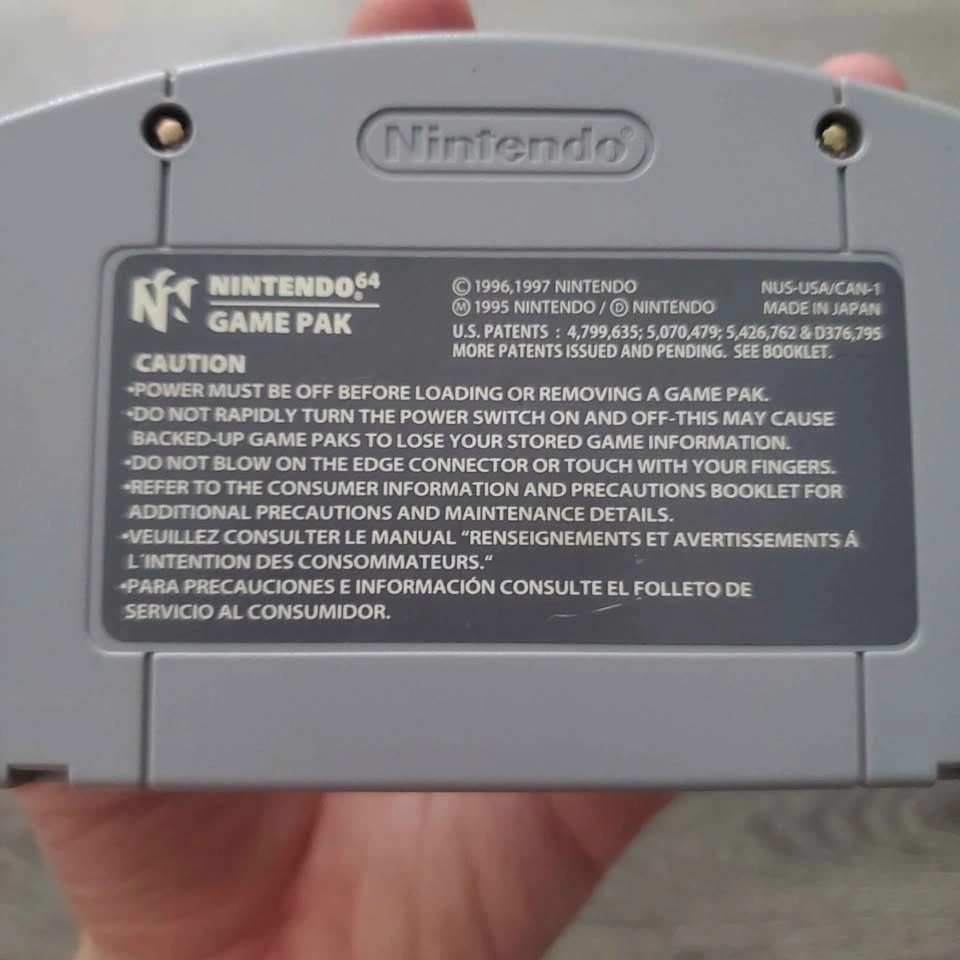 Nintendo®
NINTENDO®64
GAME PAK
© 1996,1997 NINTENDO
Ⓜ 1995 NINTENDO / Ⓓ NINTENDO
NUS-USA/CAN-1
MADE IN JAPAN
U.S. PATENTS : 4,799,635; 5,070,479; 5,426,762 & D376,795
MORE PATENTS ISSUED AND PENDING. SEE BOOKLET.
CAUTION
•POWER MUST BE OFF BEFORE LOADING OR REMOVING A GAME PAK.
•DO NOT RAPIDLY TURN THE POWER SWITCH ON AND OFF-THIS MAY CAUSE
BACKED-UP GAME PAKS TO LOSE YOUR STORED GAME INFORMATION.
•DO NOT BLOW ON THE EDGE CONNECTOR OR TOUCH WITH YOUR FINGERS.
•REFER TO THE CONSUMER INFORMATION AND PRECAUTIONS BOOKLET FOR
ADDITIONAL PRECAUTIONS AND MAINTENANCE DETAILS.
•VEUILLEZ CONSULTER LE MANUAL "RENSEIGNEMENTS ET AVERTISSEMENTS Á
L'INTENTION DES CONSOMMATEURS."
•PARA PRECAUCIONES E INFORMACIÓN CONSULTE EL FOLLETO DE
SERVICIO AL CONSUMIDOR.